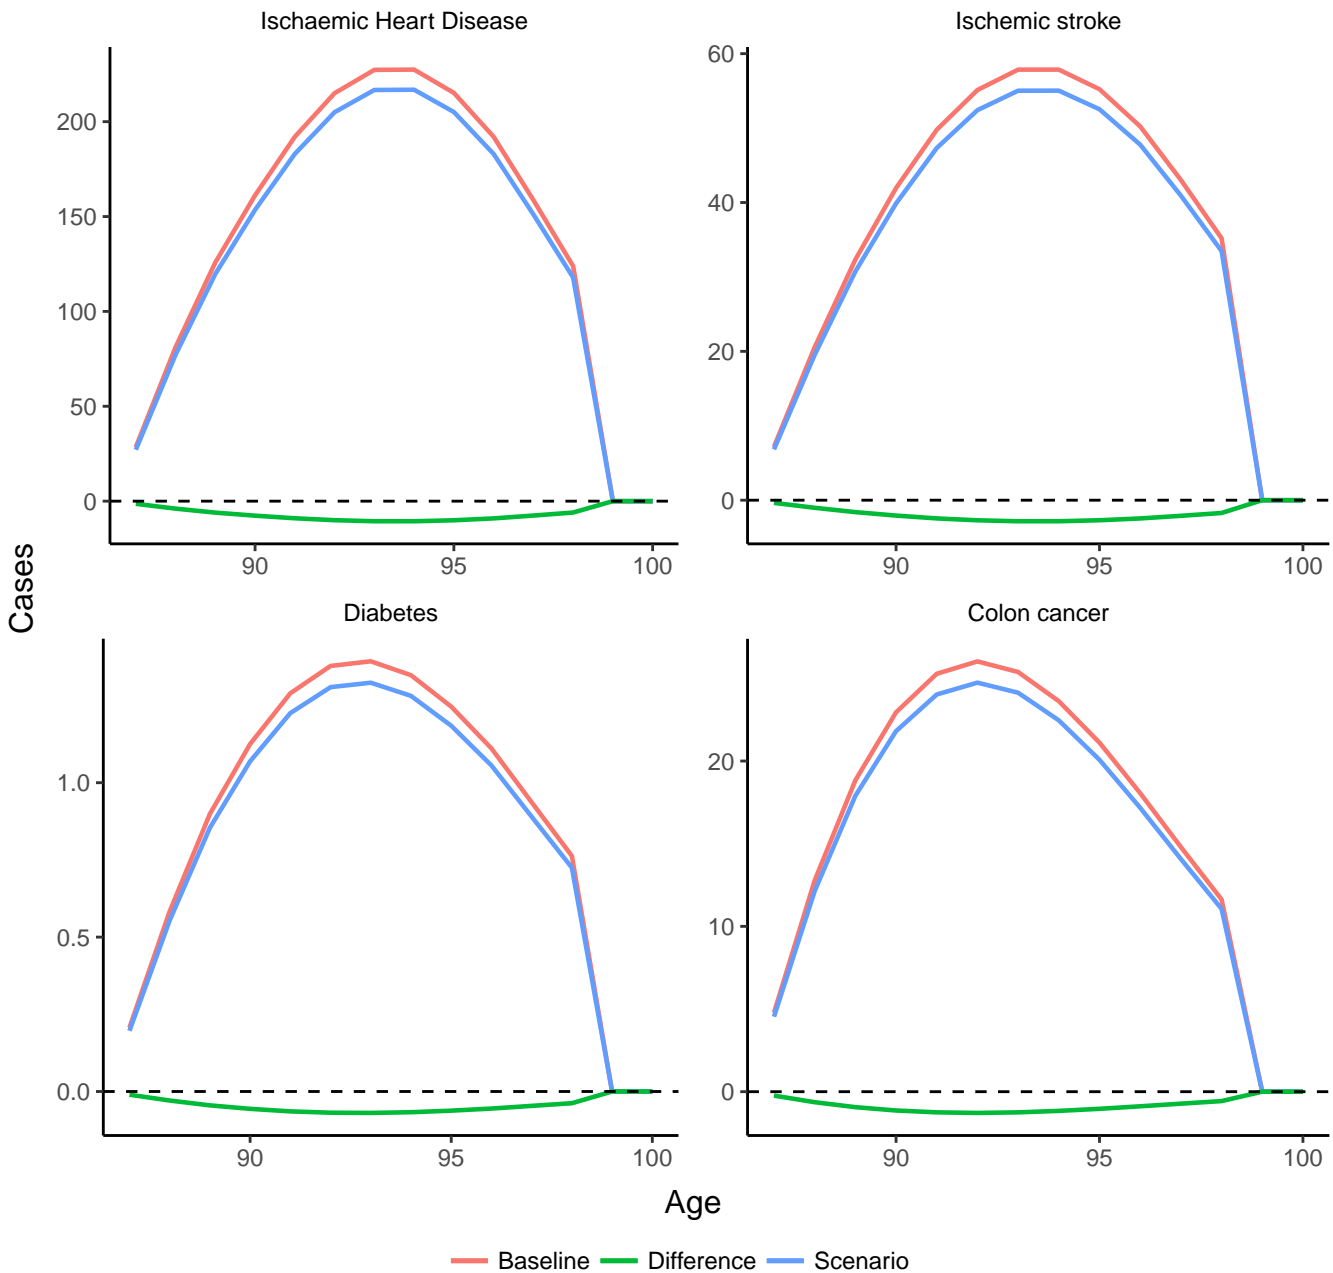 Ischaemic Heart Disease
Ischemic stroke
200
150
100
50
0
90 95 100
60
40
20
0
90 95 100
Cases
Diabetes
Colon cancer
1.0
0.5
0.0
90 95 100
20
10
0
90 95 100
Age
Baseline Difference Scenario